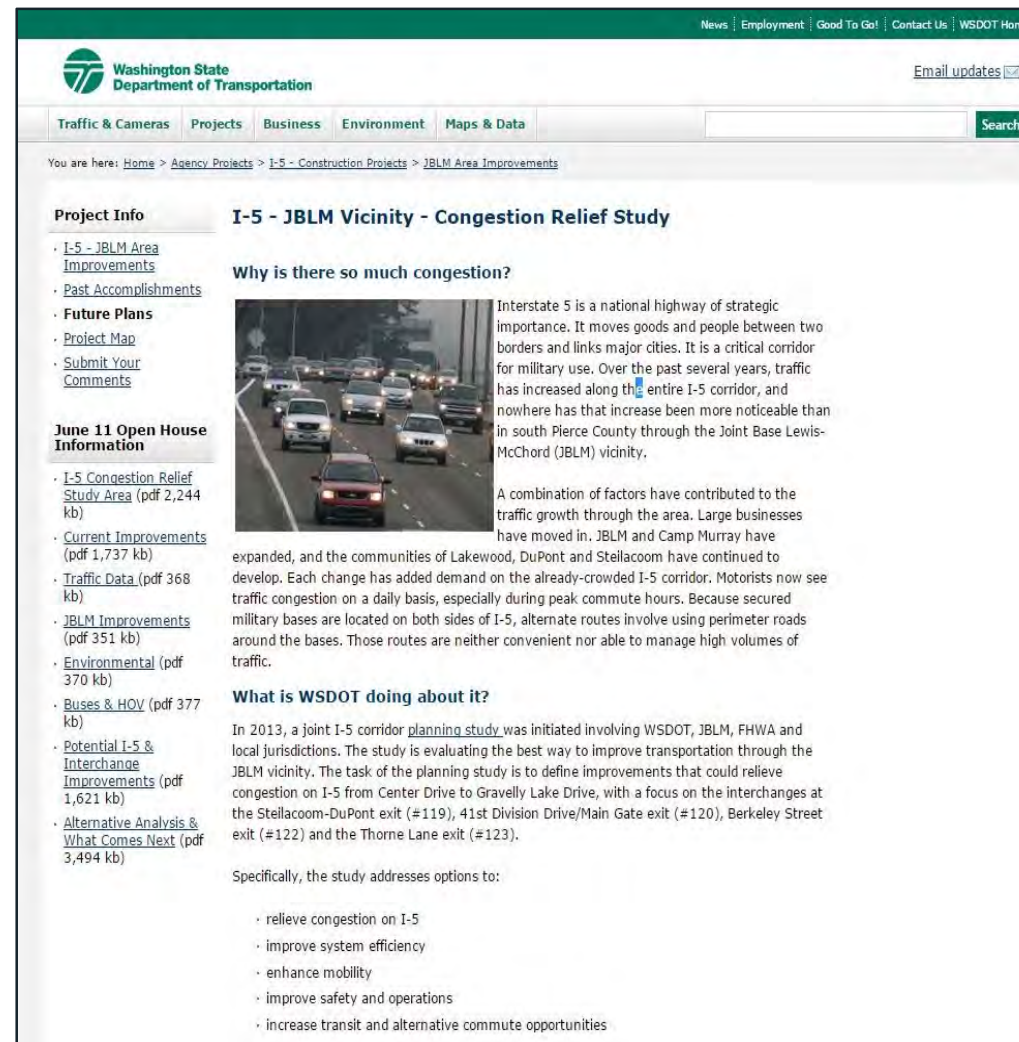 News Employment Good To Go! Contact Us WSDOT Hom
Washington State
Department of Transportation
Email updates
Traffic & Cameras Projects Business Environment Maps & Data
Search
You are here: Home > Agency Projects > I-5 - Construction Projects > JBLM Area Improvements
Project Info
· I-5 - JBLM Area
Improvements
· Past Accomplishments
· Future Plans
· Project Map
· Submit Your
Comments
June 11 Open House
Information
· I-5 Congestion Relief
Study Area (pdf 2,244
kb)
· Current Improvements
(pdf 1,737 kb)
· Traffic Data (pdf 368
kb)
· JBLM Improvements
(pdf 351 kb)
· Environmental (pdf
370 kb)
· Buses & HOV (pdf 377
kb)
· Potential I-5 &
Interchange
Improvements (pdf
1,621 kb)
· Alternative Analysis &
What Comes Next (pdf
3,494 kb)
I-5 - JBLM Vicinity - Congestion Relief Study
Why is there so much congestion?
Interstate 5 is a national highway of strategic
importance. It moves goods and people between two
borders and links major cities. It is a critical corridor
for military use. Over the past several years, traffic
has increased along the entire I-5 corridor, and
nowhere has that increase been more noticeable than
in south Pierce County through the Joint Base Lewis-
McChord (JBLM) vicinity.
A combination of factors have contributed to the
traffic growth through the area. Large businesses
have moved in. JBLM and Camp Murray have
expanded, and the communities of Lakewood, DuPont and Steilacoom have continued to
develop. Each change has added demand on the already-crowded I-5 corridor. Motorists now see
traffic congestion on a daily basis, especially during peak commute hours. Because secured
military bases are located on both sides of I-5, alternate routes involve using perimeter roads
around the bases. Those routes are neither convenient nor able to manage high volumes of
traffic.
What is WSDOT doing about it?
In 2013, a joint I-5 corridor planning study was initiated involving WSDOT, JBLM, FHWA and
local jurisdictions. The study is evaluating the best way to improve transportation through the
JBLM vicinity. The task of the planning study is to define improvements that could relieve
congestion on I-5 from Center Drive to Gravelly Lake Drive, with a focus on the interchanges at
the Steilacoom-DuPont exit (#119), 41st Division Drive/Main Gate exit (#120), Berkeley Street
exit (#122) and the Thorne Lane exit (#123).
Specifically, the study addresses options to:
· relieve congestion on I-5
· improve system efficiency
· enhance mobility
· improve safety and operations
· increase transit and alternative commute opportunities